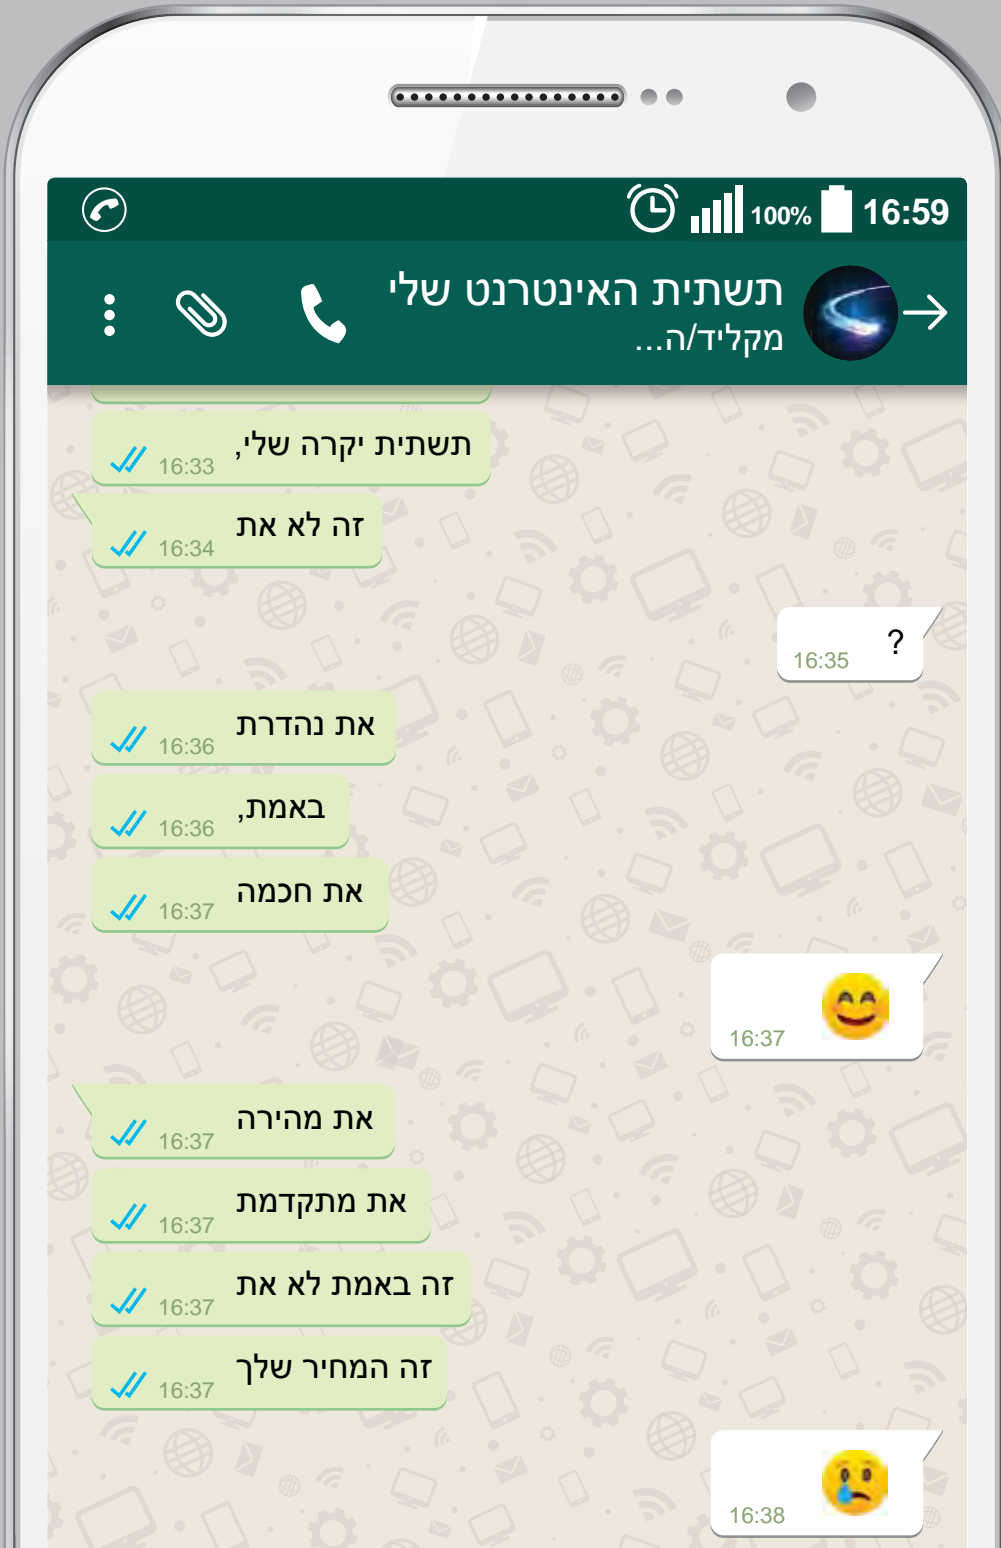 100% 16:59
תשתית האינטרנט שלי
מקליד/ה...
תשתית יקרה שלי,
16:33
זה לא את
16:34
?
16:35
את נהדרת
16:36
באמת,
16:36
את חכמה
16:37
16:37
את מהירה
16:37
את מתקדמת
16:37
זה באמת לא את
16:37
זה המחיר שלך
16:37
16:38